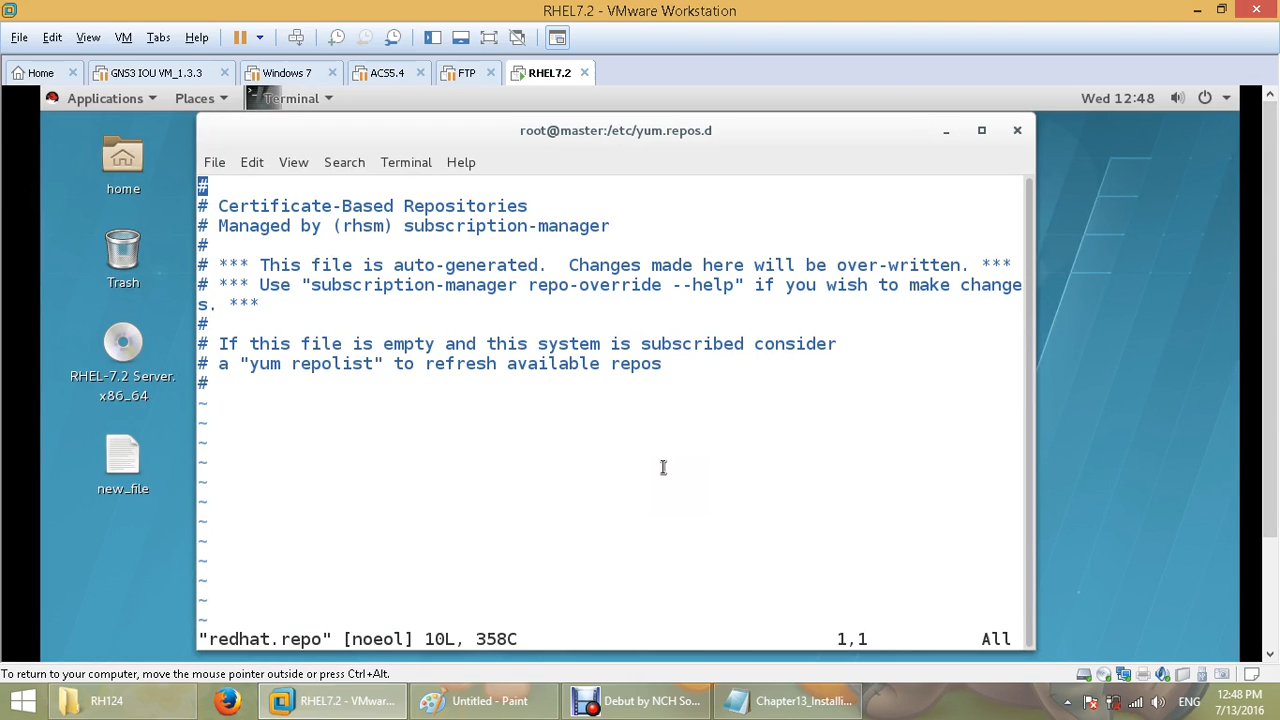 RHEL7.2 - VMware Workstation
File Edit View VM Tabs Help
Home GNS3 IOU VM_1.3.3 Windows 7 ACS5.4 FTP RHEL7.2
Applications Places Terminal Wed 12:48
root@master:/etc/yum.repos.d
File Edit View Search Terminal Help
home
Trash
RHEL-7.2 Server.
x86_64
new_file
#
# Certificate-Based Repositories
# Managed by (rhsm) subscription-manager
#
# *** This file is auto-generated.  Changes made here will be over-written. ***
# *** Use "subscription-manager repo-override --help" if you wish to make change
s. ***
#
# If this file is empty and this system is subscribed consider
# a "yum repolist" to refresh available repos
#
~
~
~
~
~
~
~
~
~
~
~
~
"redhat.repo" [noeol] 10L, 358C 1,1 All
To return to your computer, move the mouse pointer outside or press Ctrl+Alt.
RH124 RHEL7.2 - VMwar... Untitled - Paint Debut by NCH So... Chapter13_Installi... ENG 12:48 PM
7/13/2016